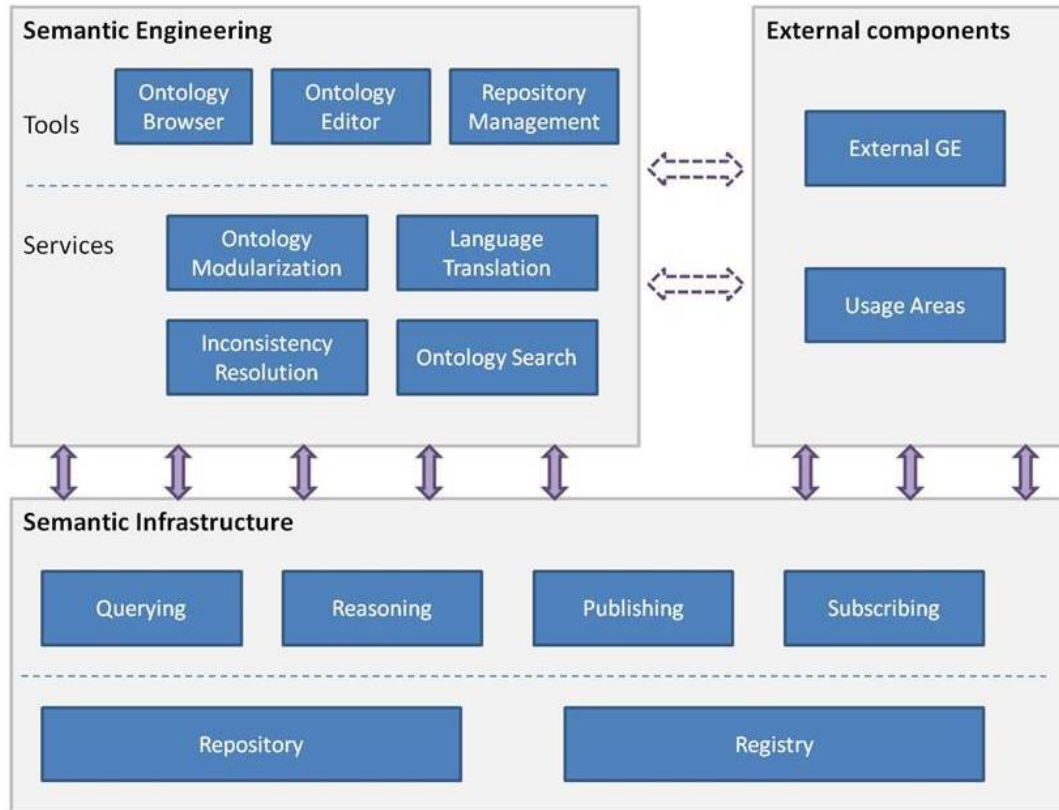 Semantic Engineering
Tools
Ontology
Browser
Ontology
Editor
Repository
Management
Services
Ontology
Modularization
Language
Translation
Inconsistency
Resolution
Ontology Search
External components
External GE
Usage Areas
Semantic Infrastructure
Querying
Reasoning
Publishing
Subscribing
Repository
Registry